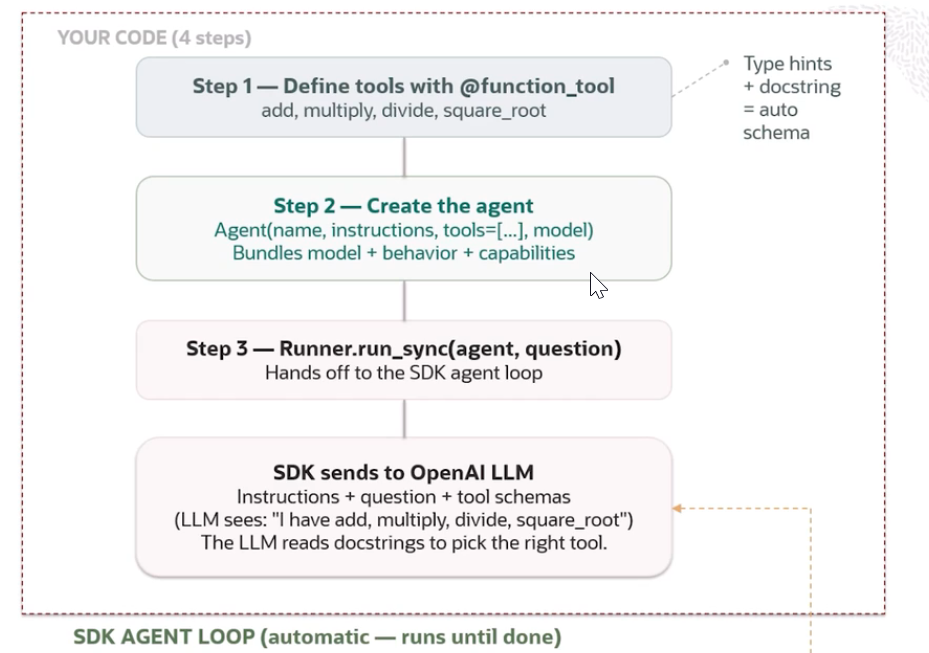 YOUR CODE (4 steps)
Step 1 — Define tools with @function_tool
add, multiply, divide, square_root
Type hints
+ docstring
= auto
schema
Step 2 — Create the agent
Agent(name, instructions, tools=[...], model)
Bundles model + behavior + capabilities
Step 3 — Runner.run_sync(agent, question)
Hands off to the SDK agent loop
SDK sends to OpenAI LLM
Instructions + question + tool schemas
(LLM sees: "I have add, multiply, divide, square_root")
The LLM reads docstrings to pick the right tool.
SDK AGENT LOOP (automatic — runs until done)